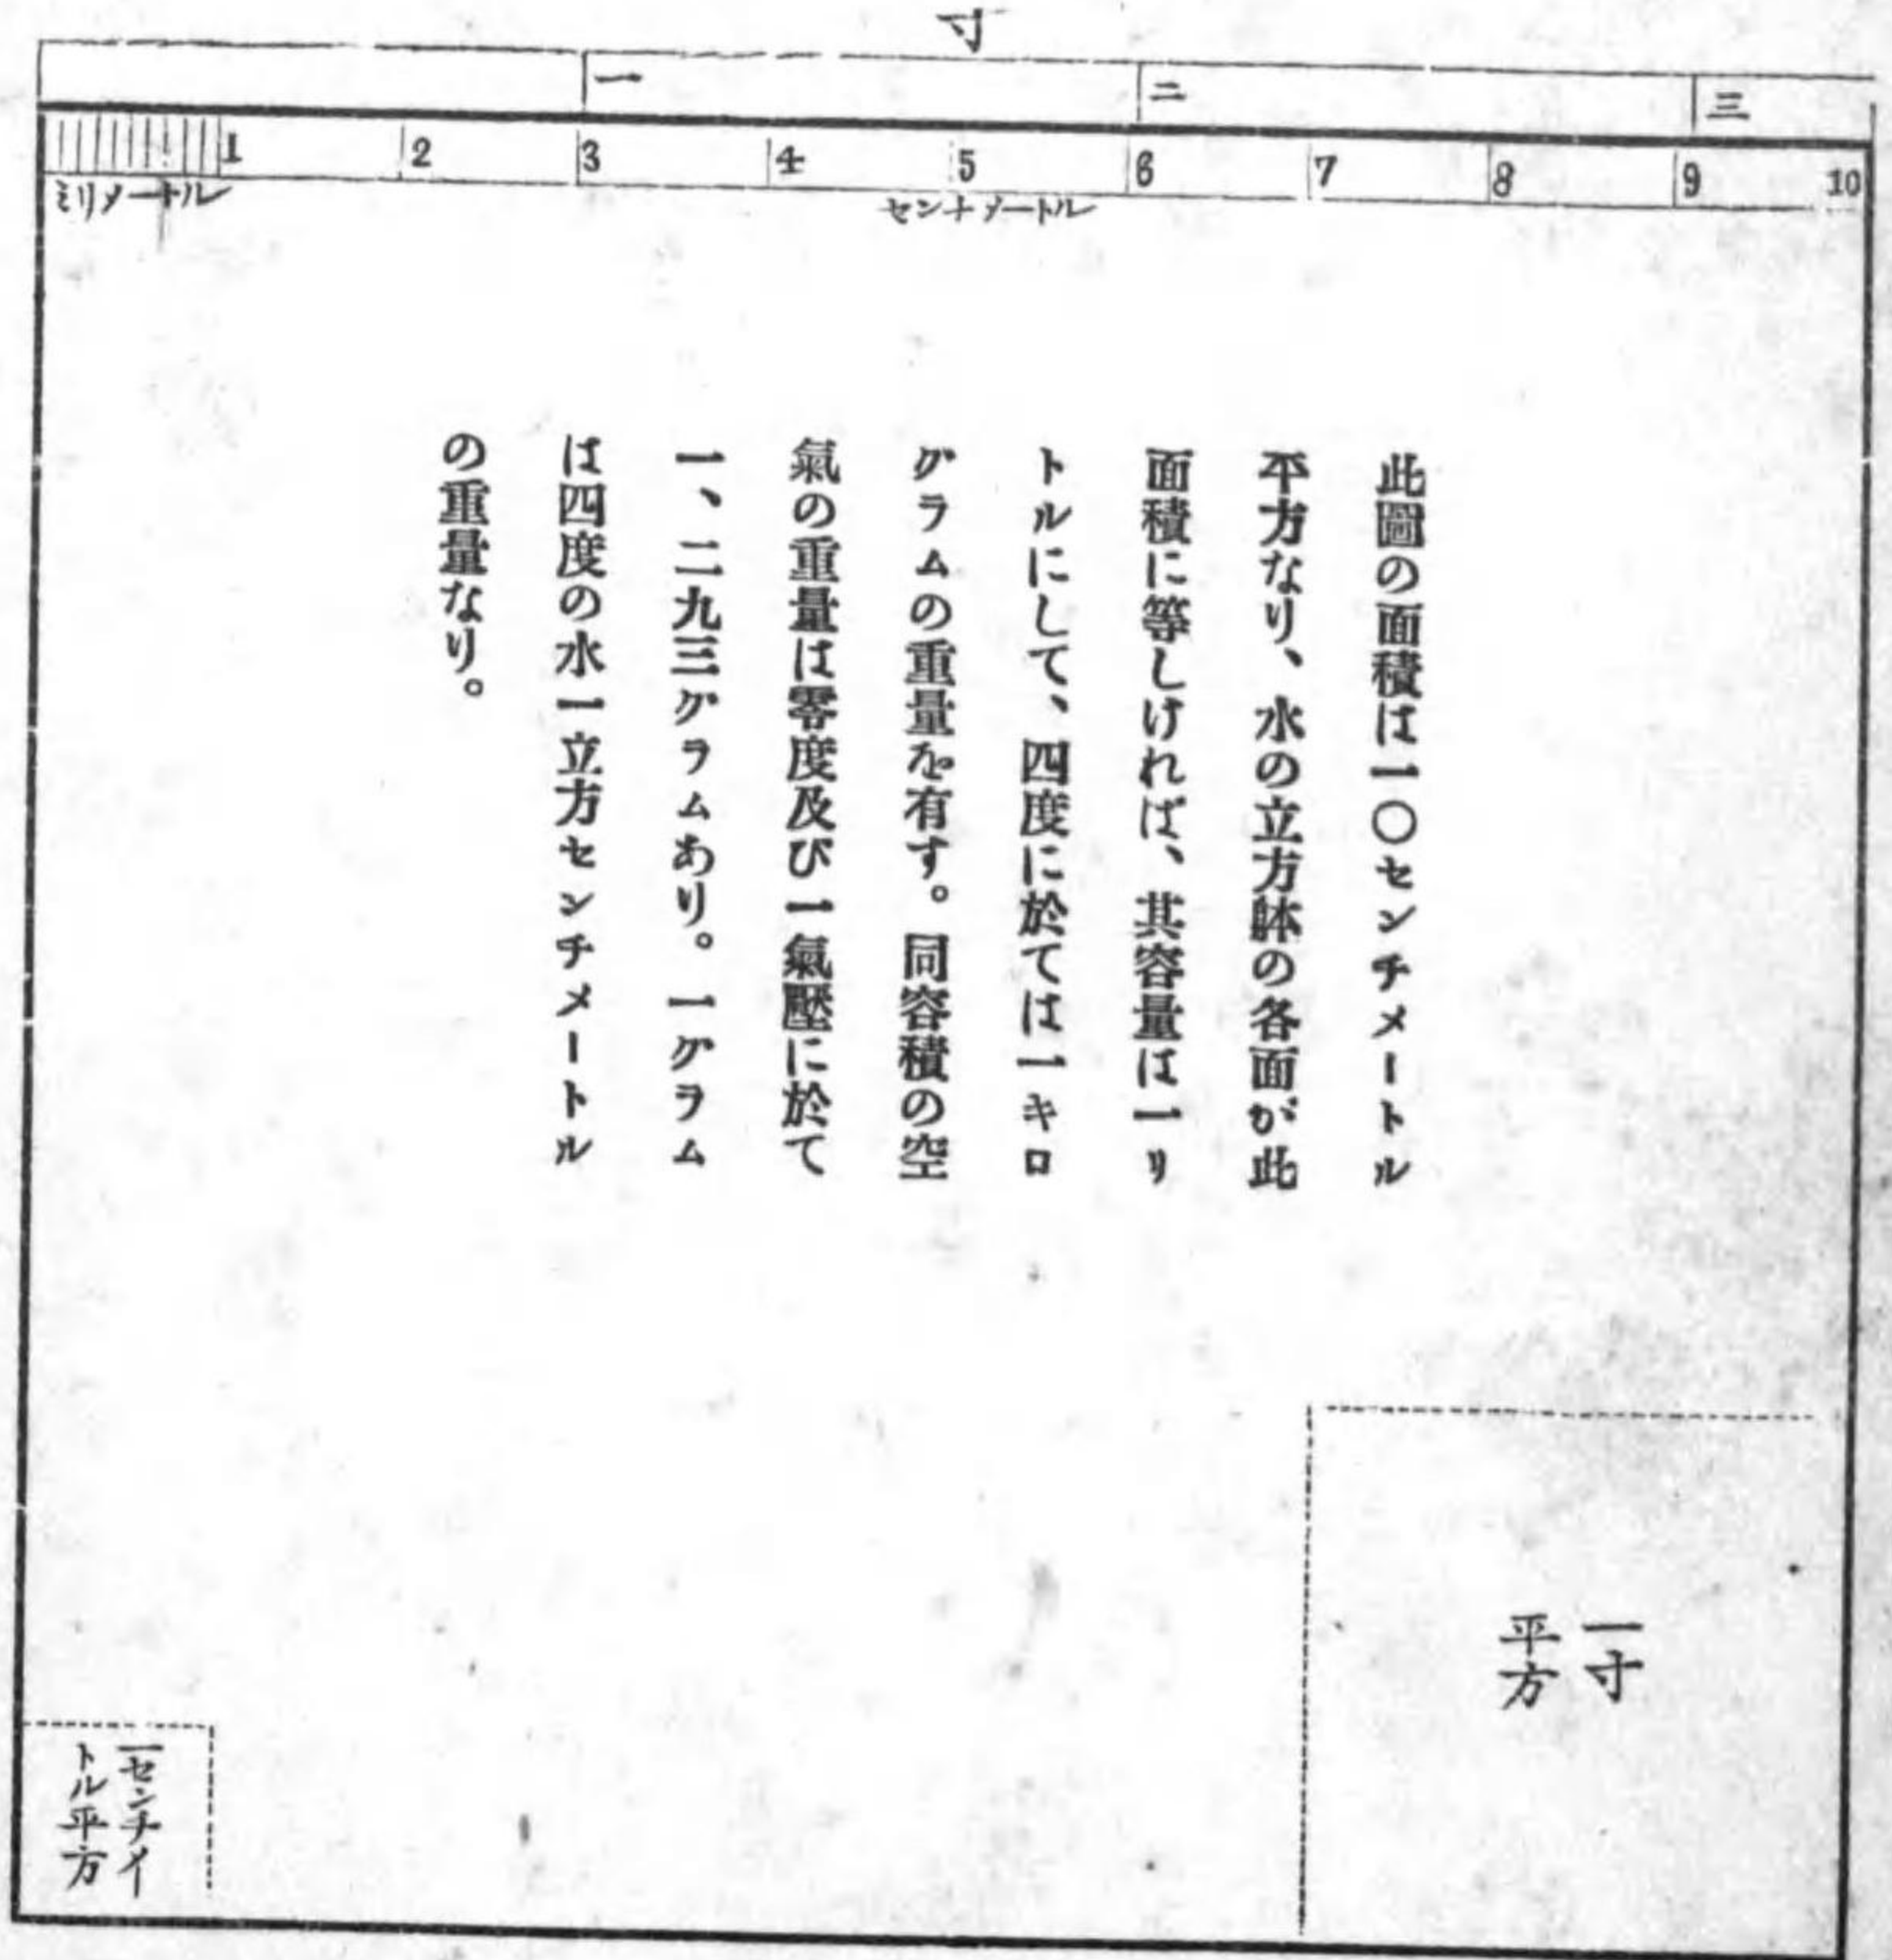 寸
一 二 三
1 2 3 4 5 6 7 8 9 10
ミリメートル
センチメートル
此圖の面積は一〇センチメートル
平方なり、水の立方躰の各面が此
面積に等しければ、其容量は一リ
トルにして、四度に於ては一キロ
グラムの重量を有す。同容積の空
氣の重量は零度及び一氣壓に於て
一、二九三グラムあり。一グラム
は四度の水一立方センチメートル
の重量なり。
一寸
平方
一センチメー
トル平方